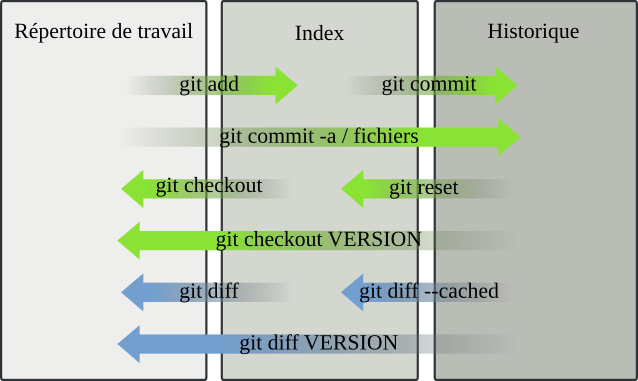 Répertoire de travail
Index
Historique
git add
git commit
git commit -a / fichiers
git checkout
git reset
git checkout VERSION
git diff
git diff --cached
git diff VERSION